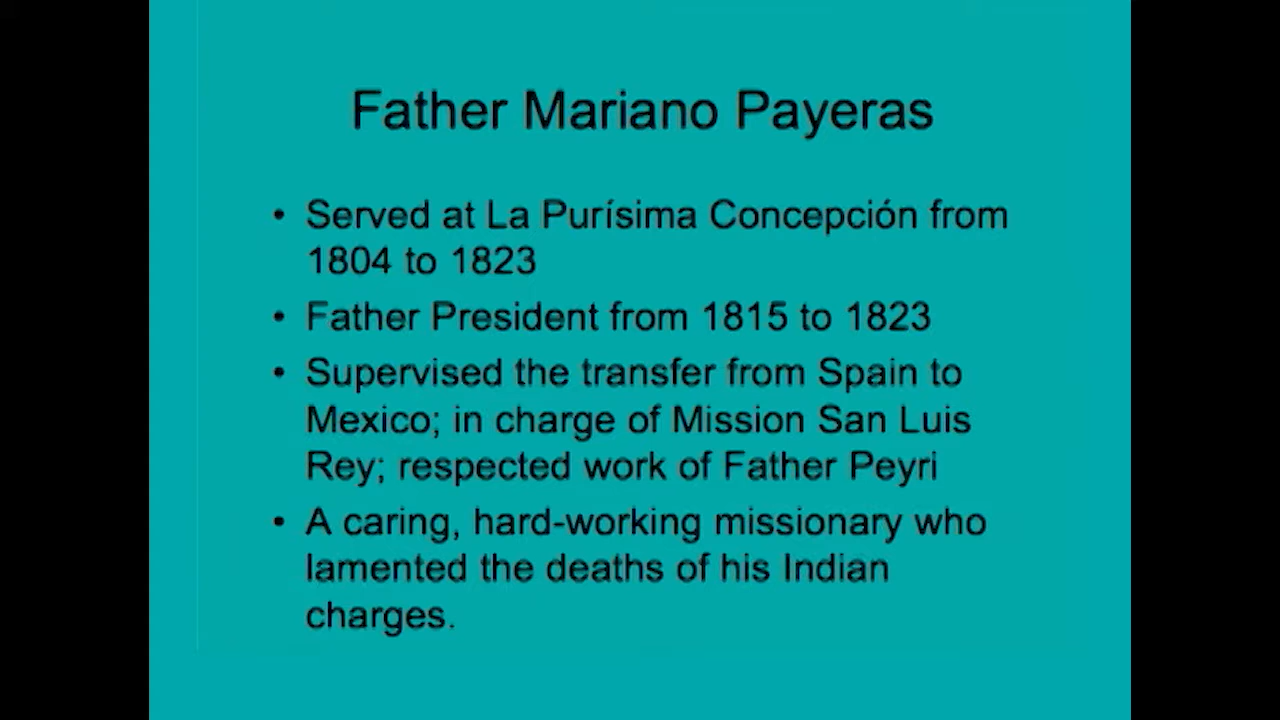 Father Mariano Payeras
• Served at La Purísima Concepción from
1804 to 1823
• Father President from 1815 to 1823
• Supervised the transfer from Spain to
Mexico; in charge of Mission San Luis
Rey; respected work of Father Peyri
• A caring, hard-working missionary who
lamented the deaths of his Indian
charges.